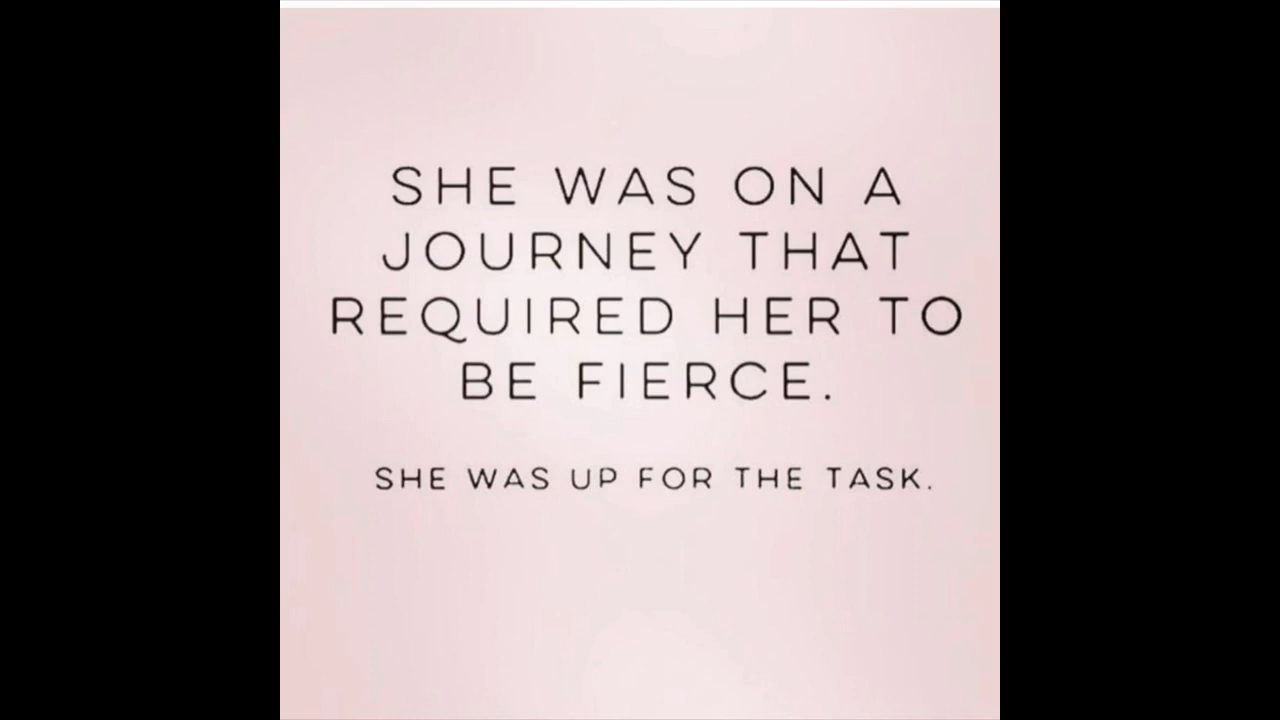 SHE WAS ON A
JOURNEY THAT
REQUIRED HER TO
BE FIERCE.
SHE WAS UP FOR THE TASK.